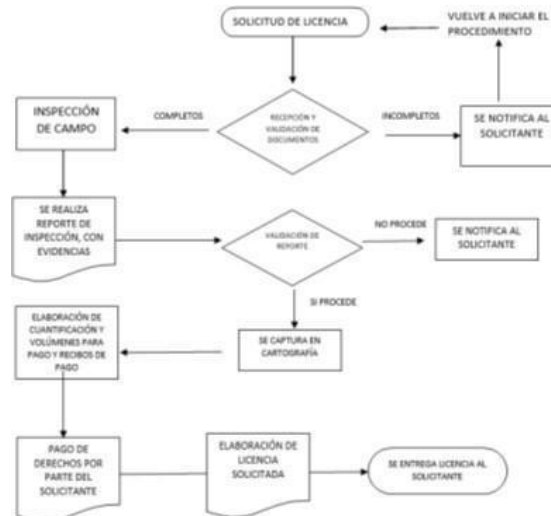 SOLICITUD DE LICENCIA
VUELVE A INICIAR EL
PROCEDIMIENTO
INSPECCIÓN
DE CAMPO
COMPLETOS
RECEPCIÓN Y
VALIDACIÓN DE
DOCUMENTOS
INCOMPLETOS
SE NOTIFICA AL
SOLICITANTE
SE REALIZA
REPORTE DE
INSPECCIÓN, CON
EVIDENCIAS
VALIDACIÓN DE
REPORTE
NO PROCEDE
SE NOTIFICA AL
SOLICITANTE
SI PROCEDE
ELABORACIÓN DE
CUANTIFICACIÓN Y
VOLÚMENES PARA
PAGO Y RECIBOS DE
PAGO
SE CAPTURA EN
CARTOGRAFÍA
PAGO DE
DERECHOS POR
PARTE DEL
SOLICITANTE
ELABORACIÓN DE
LICENCIA
SOLICITADA
SE ENTREGA LICENCIA AL
SOLICITANTE